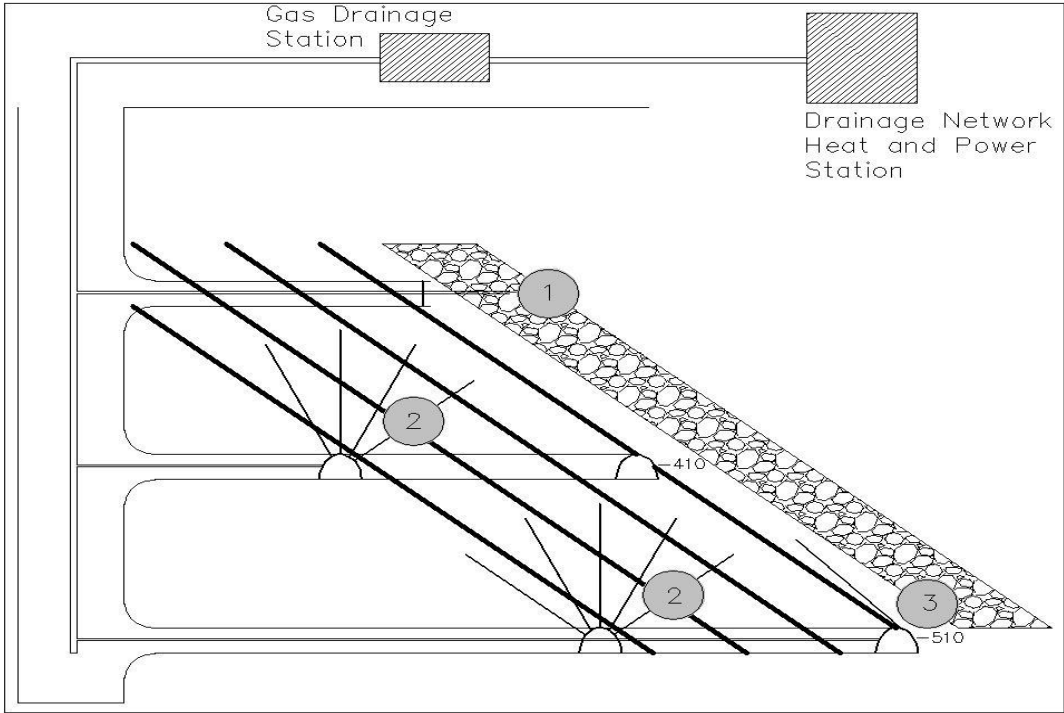 Gas Drainage
Station
Drainage Network
Heat and Power
Station
1
2
-410
2
3
-510